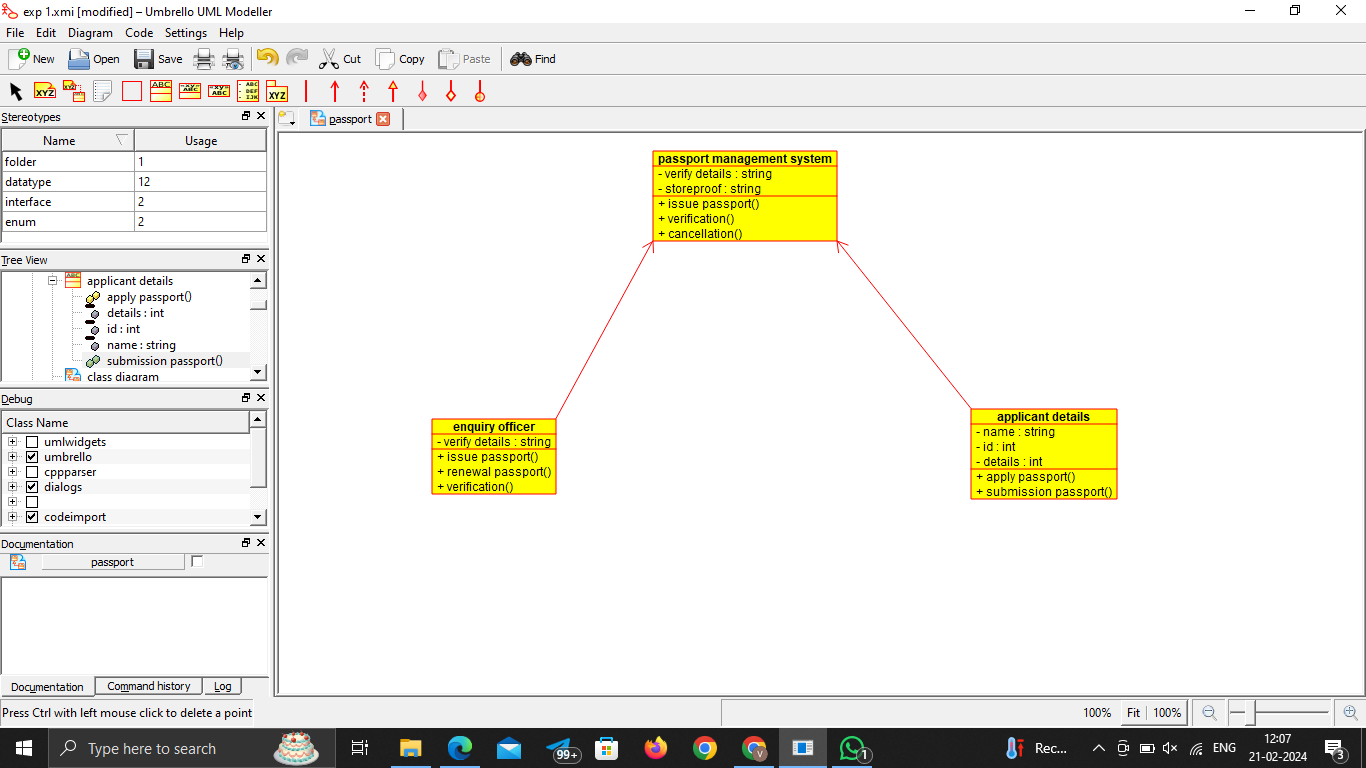 exp 1.xmi [modified] – Umbrello UML Modeller
File Edit Diagram Code Settings Help
New Open Save Cut Copy Paste Find
XYZ XYZ ABC -xy= -xy= ABC DEF IJK XYZ
Stereotypes
Name Usage
folder 1
datatype 12
interface 2
enum 2
Tree View
applicant details
apply passport()
details : int
id : int
name : string
submission passport()
class diagram
Debug
Class Name
umlwidgets
umbrello
cppparser
dialogs
codeimport
Documentation
passport
Documentation Command history Log
passport
passport management system
- verify details : string
- storeproof : string
+ issue passport()
+ verification()
+ cancellation()
enquiry officer
- verify details : string
+ issue passport()
+ renewal passport()
+ verification()
applicant details
- name : string
- id : int
- details : int
+ apply passport()
+ submission passport()
Press Ctrl with left mouse click to delete a point
100% Fit 100%
Type here to search
99+
V
1
Rec...
ENG
12:07
21-02-2024
3